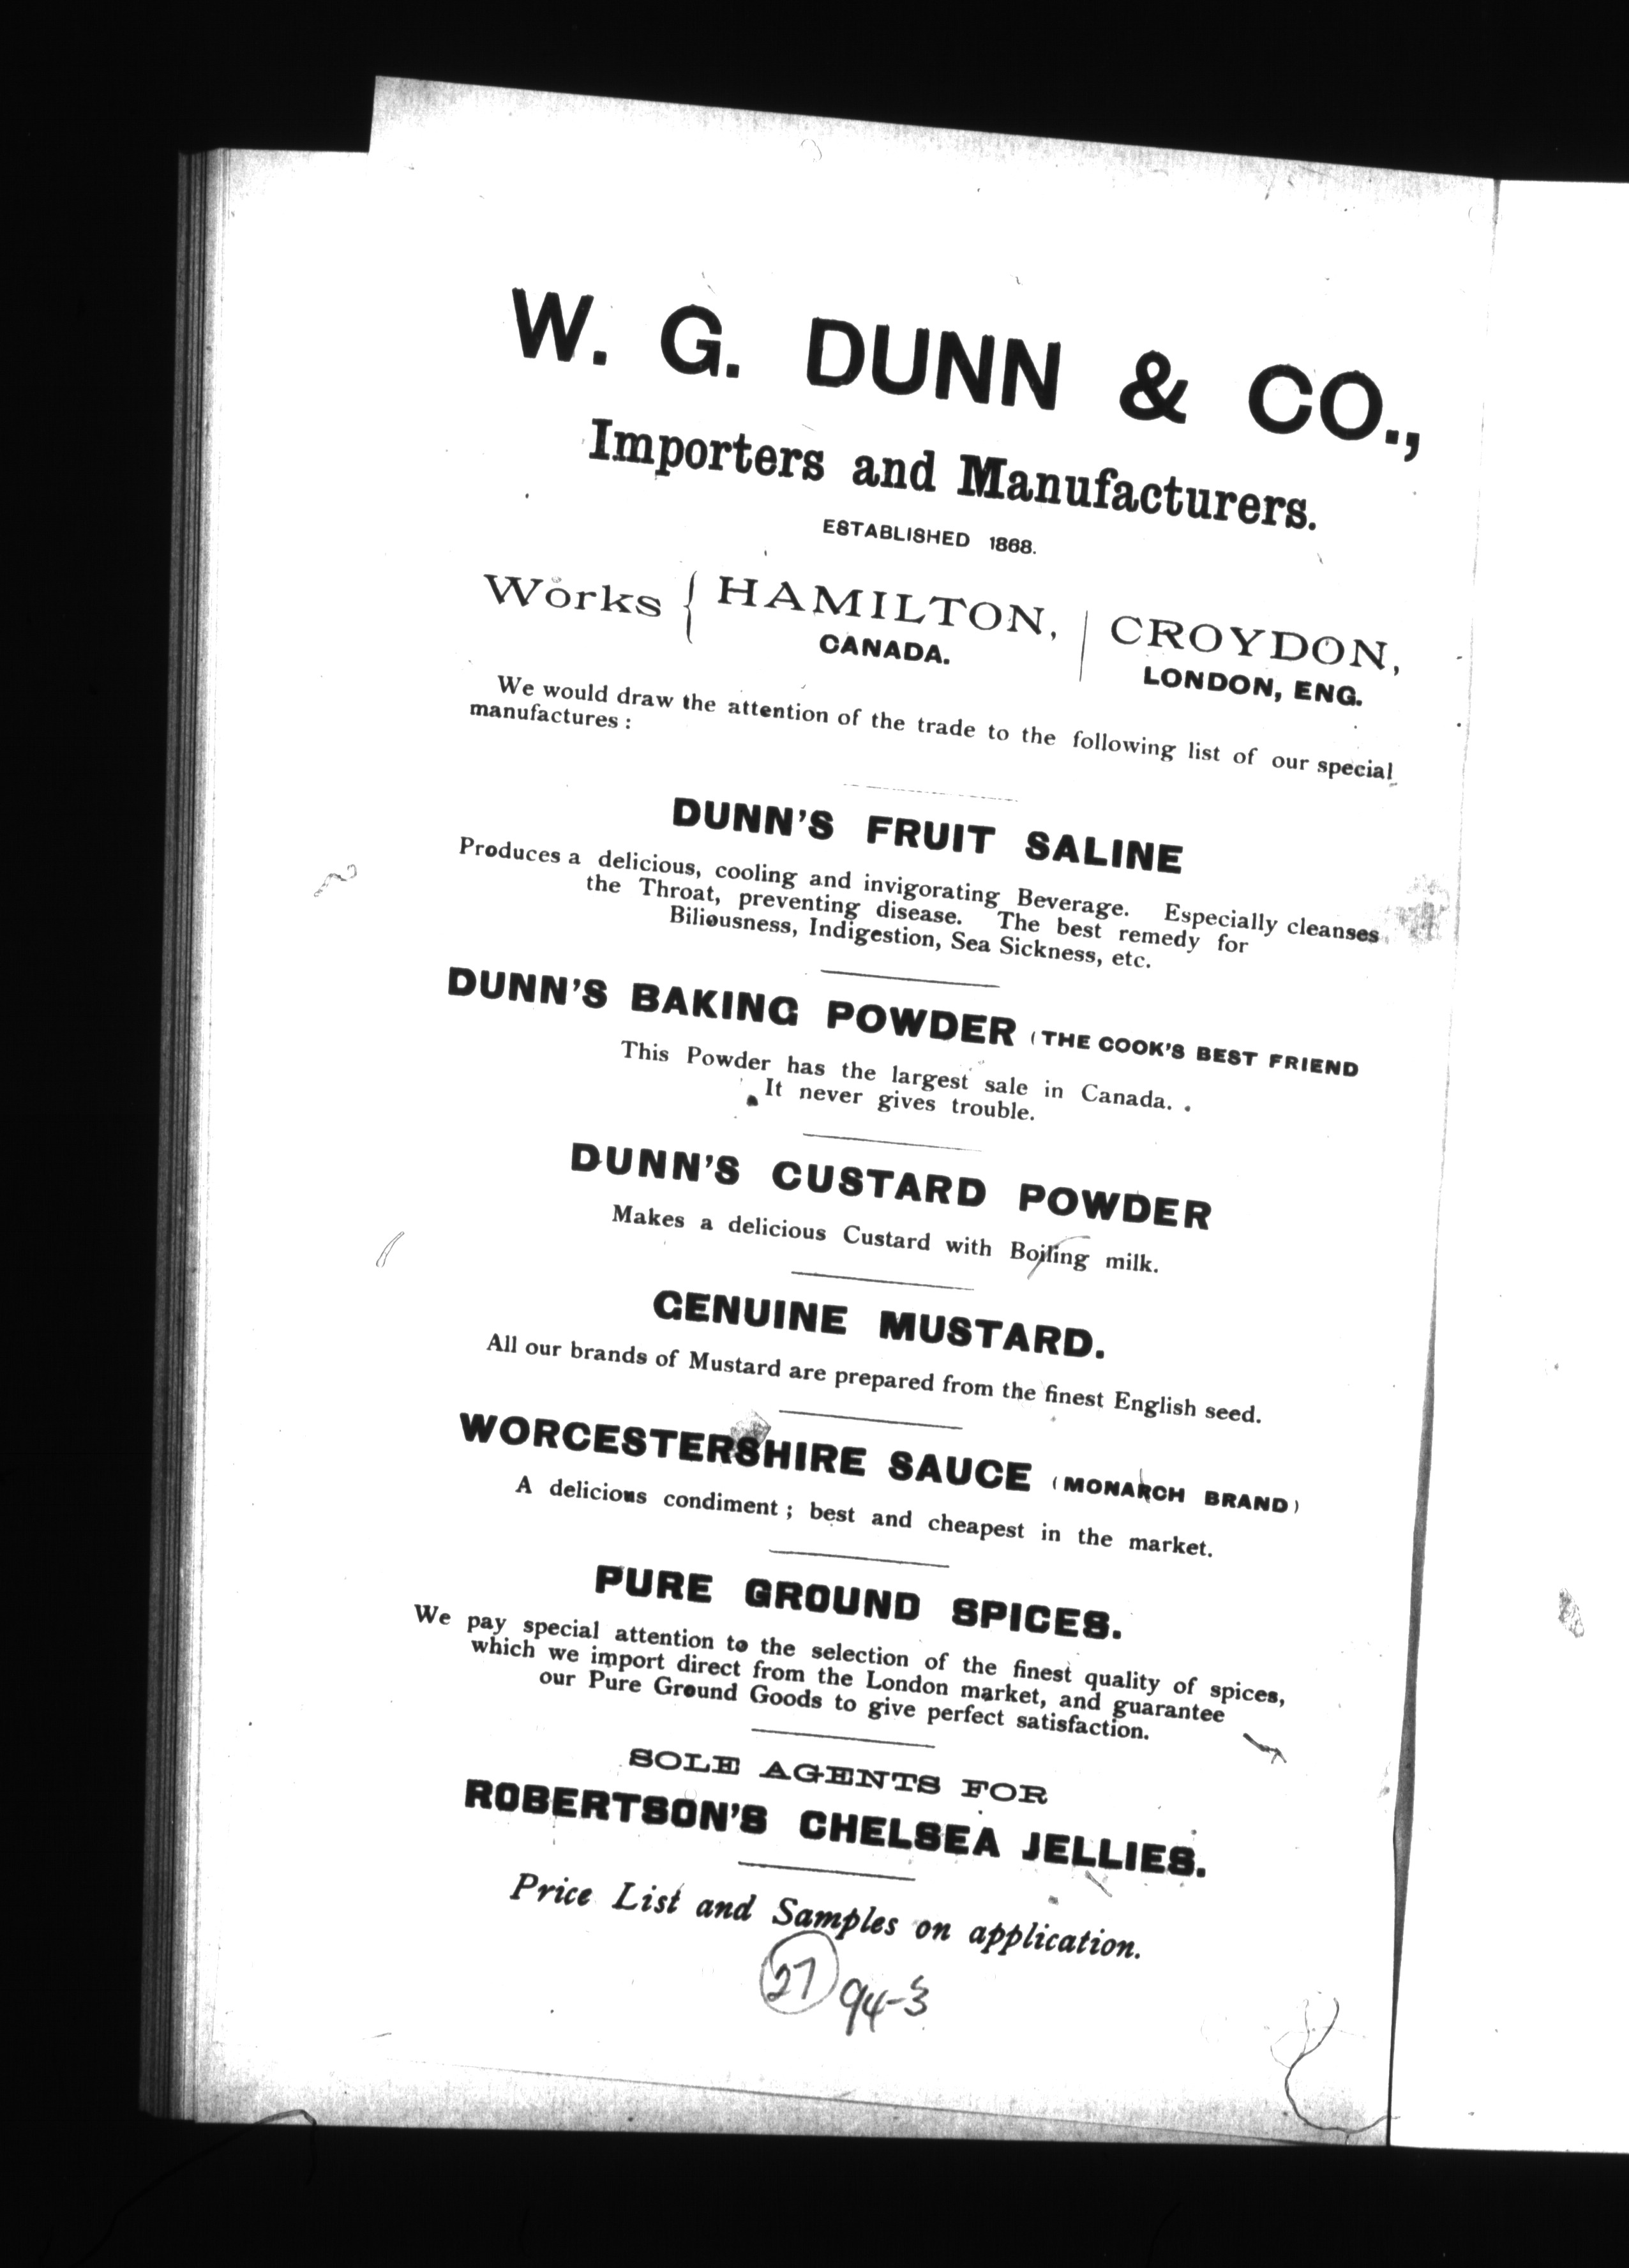 W. G. DUNN & CO.,
Importers and Manufacturers.
ESTABLISHED 1868.
Works { HAMILTON, | CROYDON,
CANADA. LONDON, ENG.
We would draw the attention of the trade to the following list of our special
manufactures :
DUNN'S FRUIT SALINE
Produces a delicious, cooling and invigorating Beverage. Especially cleanses
the Throat, preventing disease. The best remedy for
Biliousness, Indigestion, Sea Sickness, etc.
DUNN'S BAKING POWDER (THE COOK'S BEST FRIEND
This Powder has the largest sale in Canada.
It never gives trouble.
DUNN'S CUSTARD POWDER
Makes a delicious Custard with Boiling milk.
GENUINE MUSTARD.
All our brands of Mustard are prepared from the finest English seed.
WORCESTERSHIRE SAUCE (MONARCH BRAND)
A delicious condiment ; best and cheapest in the market.
PURE GROUND SPICES.
We pay special attention to the selection of the finest quality of spices,
which we import direct from the London market, and guarantee
our Pure Ground Goods to give perfect satisfaction.
SOLE AGENTS FOR
ROBERTSON'S CHELSEA JELLIES.
Price List and Samples on application.
27 94-3